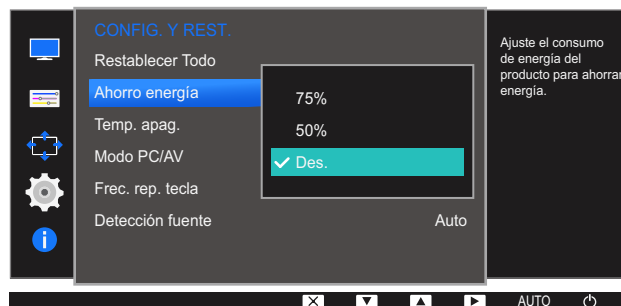 CONFIG. Y REST.
Restablecer Todo
Ahorro energía
Temp. apag.
Modo PC/AV
Frec. rep. tecla
Detección fuente
Auto
75%
50%
Des.
Ajuste el consumo
de energía del
producto para ahorrar
energía.
AUTO